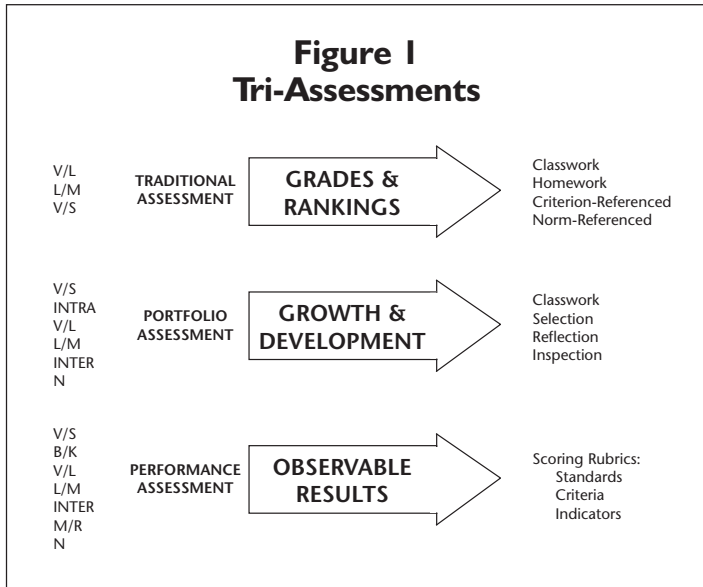 Figure 1
Tri-Assessments
V/L
L/M
V/S
TRADITIONAL
ASSESSMENT
GRADES &
RANKINGS
Classwork
Homework
Criterion-Referenced
Norm-Referenced
V/S
INTRA
V/L
L/M
INTER
N
PORTFOLIO
ASSESSMENT
GROWTH &
DEVELOPMENT
Classwork
Selection
Reflection
Inspection
V/S
B/K
V/L
L/M
INTER
M/R
N
PERFORMANCE
ASSESSMENT
OBSERVABLE
RESULTS
Scoring Rubrics:
Standards
Criteria
Indicators